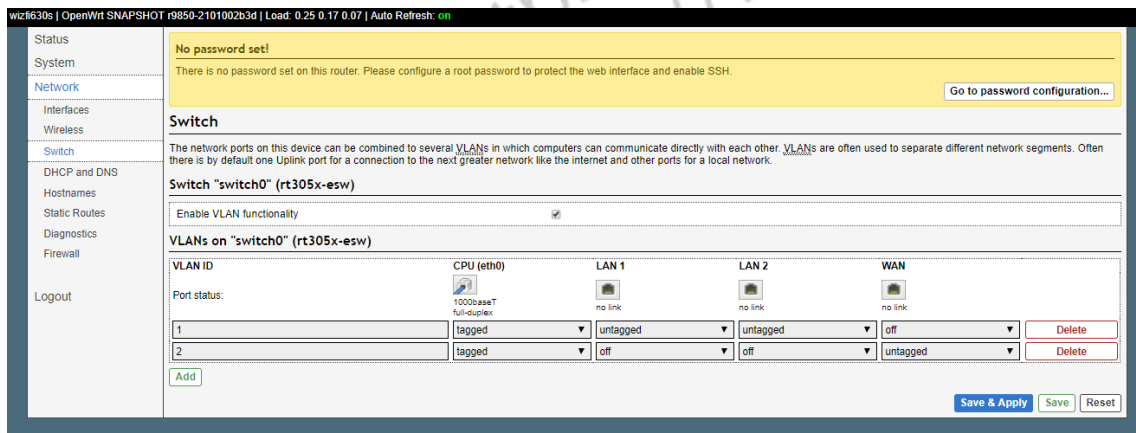 wizfi630s | OpenWrt SNAPSHOT r9850-2101002b3d | Load: 0.25 0.17 0.07 | Auto Refresh: on
Status
System
Network
Interfaces
Wireless
Switch
DHCP and DNS
Hostnames
Static Routes
Diagnostics
Firewall
Logout
No password set!
There is no password set on this router. Please configure a root password to protect the web interface and enable SSH.
Go to password configuration...
Switch
The network ports on this device can be combined to several VLANs in which computers can communicate directly with each other. VLANs are often used to separate different network segments. Often
there is by default one Uplink port for a connection to the next greater network like the internet and other ports for a local network.
Switch "switch0" (rt305x-esw)
Enable VLAN functionality
VLANs on "switch0" (rt305x-esw)
VLAN ID CPU (eth0) LAN 1 LAN 2 WAN
Port status: 1000baseT no link no link no link
full-duplex
1 tagged untagged untagged off Delete
2 tagged off off untagged Delete
Add
Save & Apply Save Reset